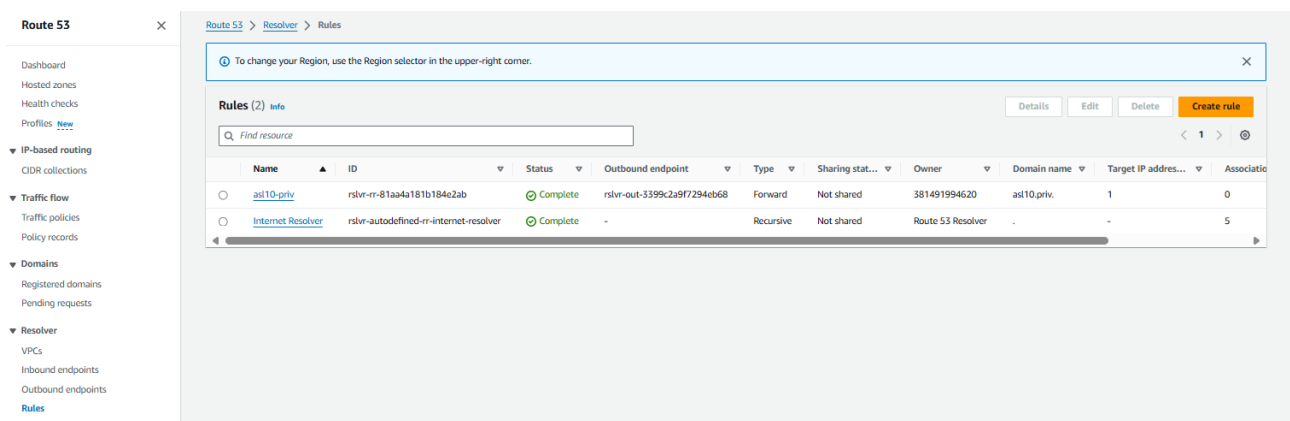 Route 53
Route 53 > Resolver > Rules
To change your Region, use the Region selector in the upper-right corner.
Dashboard
Hosted zones
Health checks
Profiles New
IP-based routing
CIDR collections
Traffic flow
Traffic policies
Policy records
Domains
Registered domains
Pending requests
Resolver
VPCs
Inbound endpoints
Outbound endpoints
Rules
Rules (2) Info
Details Edit Delete Create rule
Find resource
< 1 >
Name ID Status Outbound endpoint Type Sharing stat... Owner Domain name Target IP addres... Associatio
asl10-priv rslvr-rr-81aa4a181b184e2ab Complete rslvr-out-3399c2a9f7294eb68 Forward Not shared 381491994620 asl10.priv. 1 0
Internet Resolver rslvr-autodefined-rr-internet-resolver Complete - Recursive Not shared Route 53 Resolver . - 5